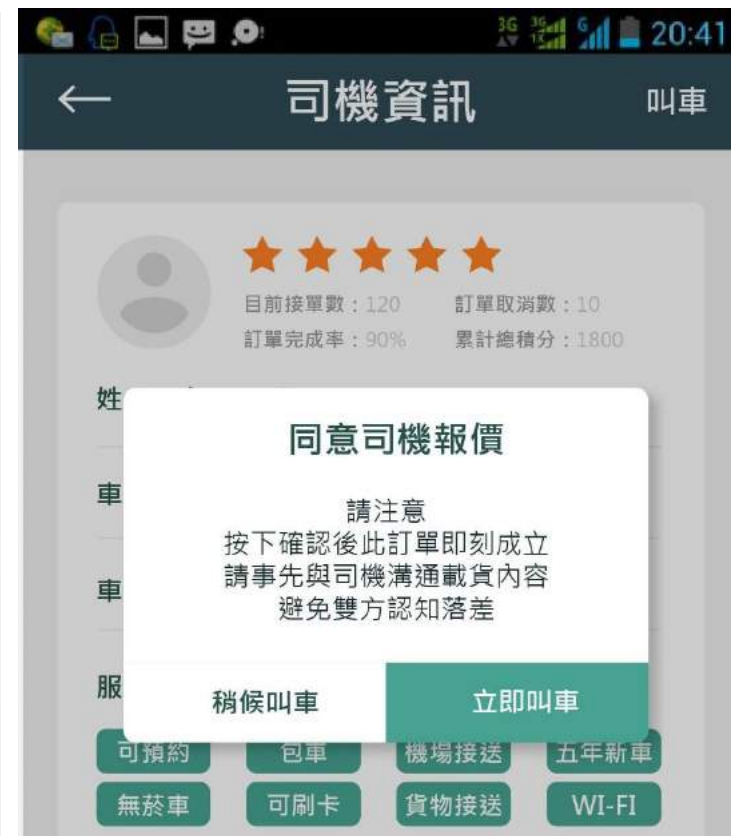 3G 3G 1X G 20:41
← 司機資訊 叫車
目前接單數：120 訂單取消數：10
訂單完成率：90% 累計總積分：1800
姓
同意司機報價
車
請注意
按下確認後此訂單即刻成立
請事先與司機溝通載貨內容
避免雙方認知落差
車
服
稍候叫車 立即叫車
可預約 包車 機場接送 五年新車
無菸車 可刷卡 貨物接送 WI-FI